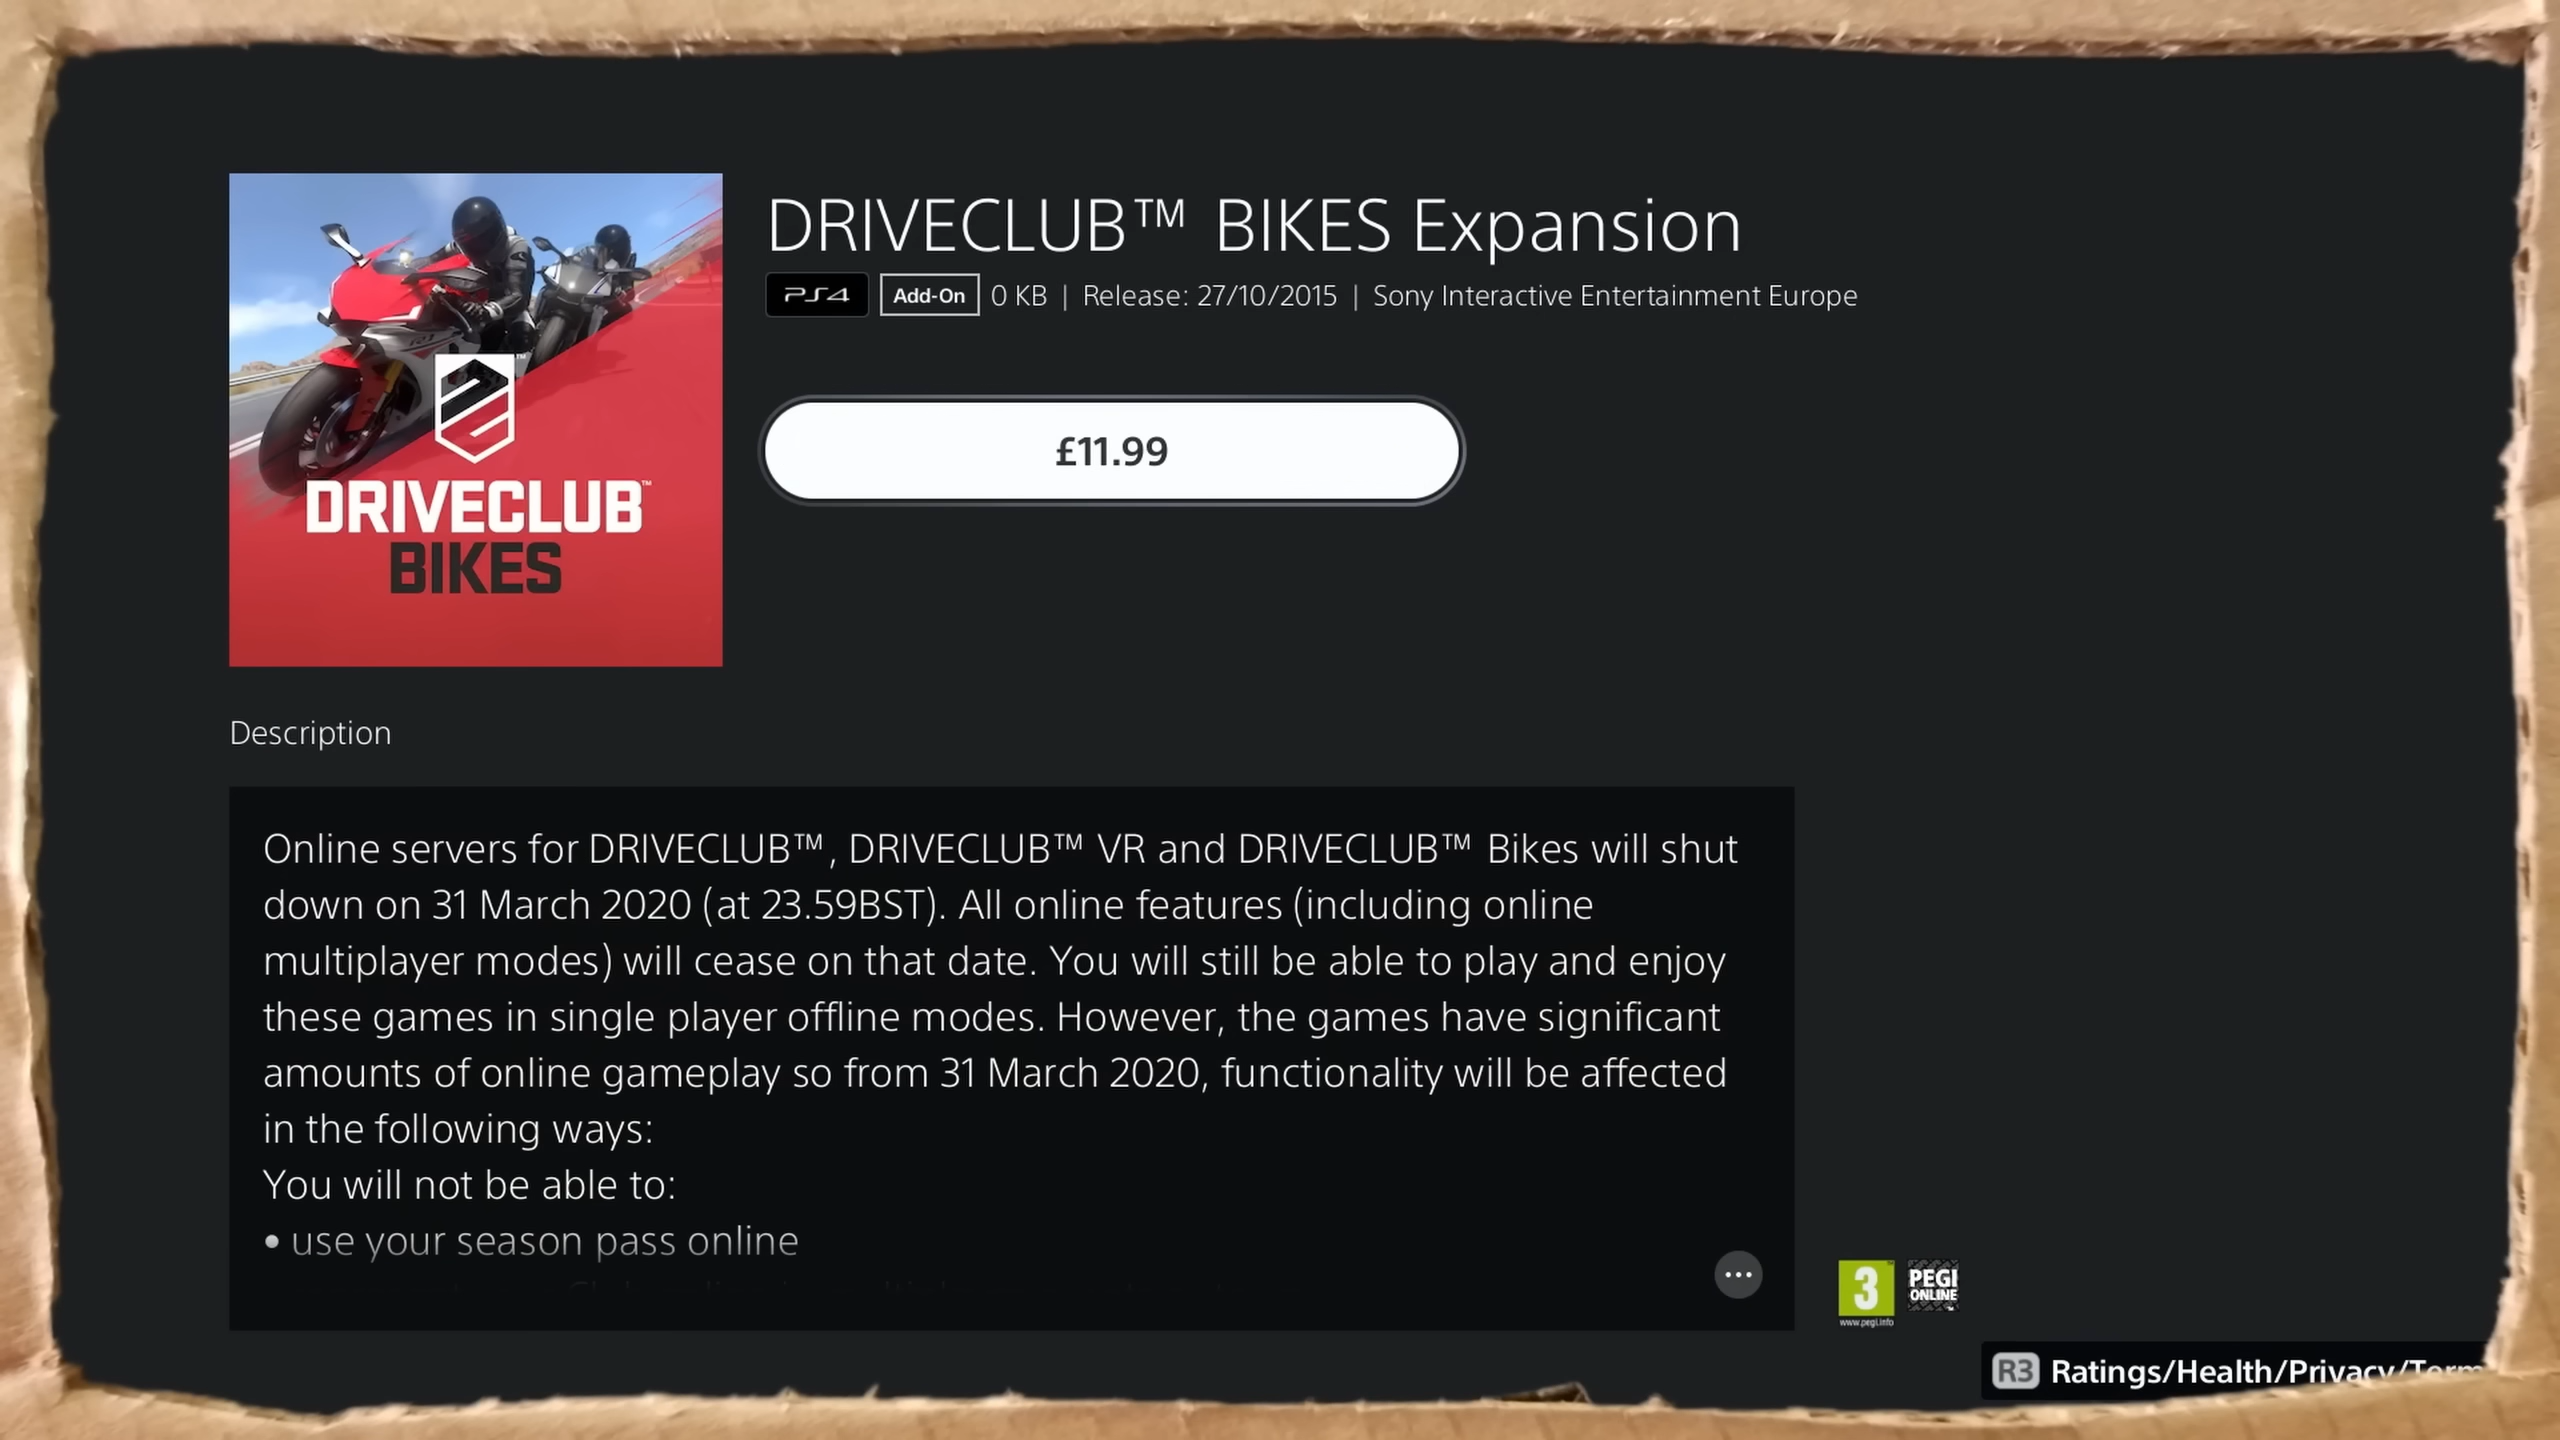 DRIVECLUB™
BIKES
DRIVECLUB™ BIKES Expansion
PS4 Add-On 0 KB | Release: 27/10/2015 | Sony Interactive Entertainment Europe
£11.99
Description
Online servers for DRIVECLUB™, DRIVECLUB™ VR and DRIVECLUB™ Bikes will shut
down on 31 March 2020 (at 23.59BST). All online features (including online
multiplayer modes) will cease on that date. You will still be able to play and enjoy
these games in single player offline modes. However, the games have significant
amounts of online gameplay so from 31 March 2020, functionality will be affected
in the following ways:
You will not be able to:
• use your season pass online
3
www.pegi.info
PEGI
ONLINE
R3 Ratings/Health/Privacy/